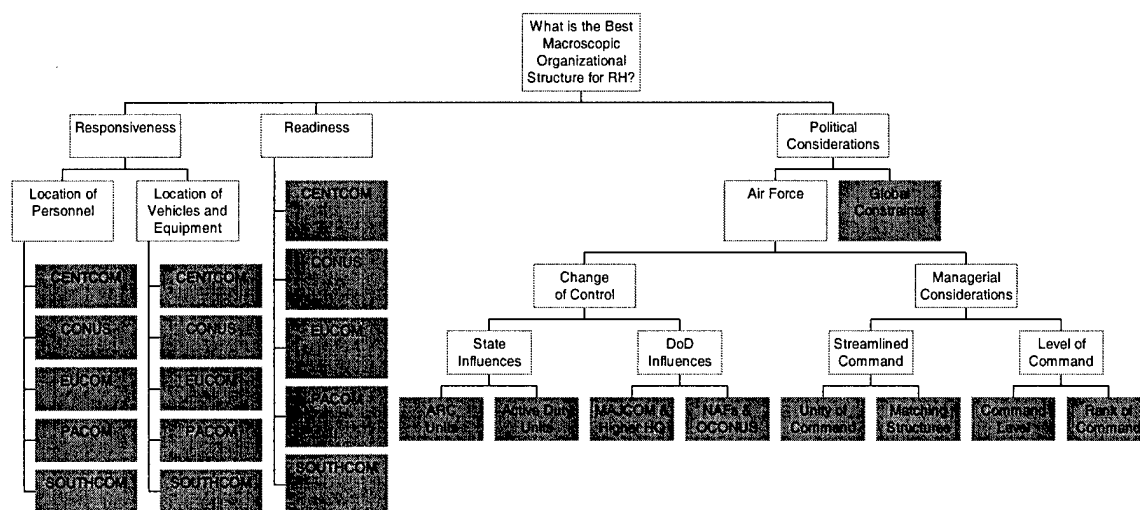 What is the Best
Macroscopic
Organizational
Structure for RH?
Responsiveness
Readiness
Political
Considerations
Location of
Personnel
Location of
Vehicles and
Equipment
CENTCOM
CONUS
EUCOM
PACOM
SOUTHCOM
CENTCOM
CONUS
EUCOM
PACOM
SOUTHCOM
CENTCOM
CONUS
EUCOM
PACOM
SOUTHCOM
Air Force
Global
Constraints
Change
of Control
Managerial
Considerations
State
Influences
DoD
Influences
Streamlined
Command
Level of
Command
ARC
Units
Active Duty
Units
MAJCOM &
Higher HQ
NAFs &
OCONUS
Unity of
Command
Matching
Structures
Command
Level
Rank of
Command